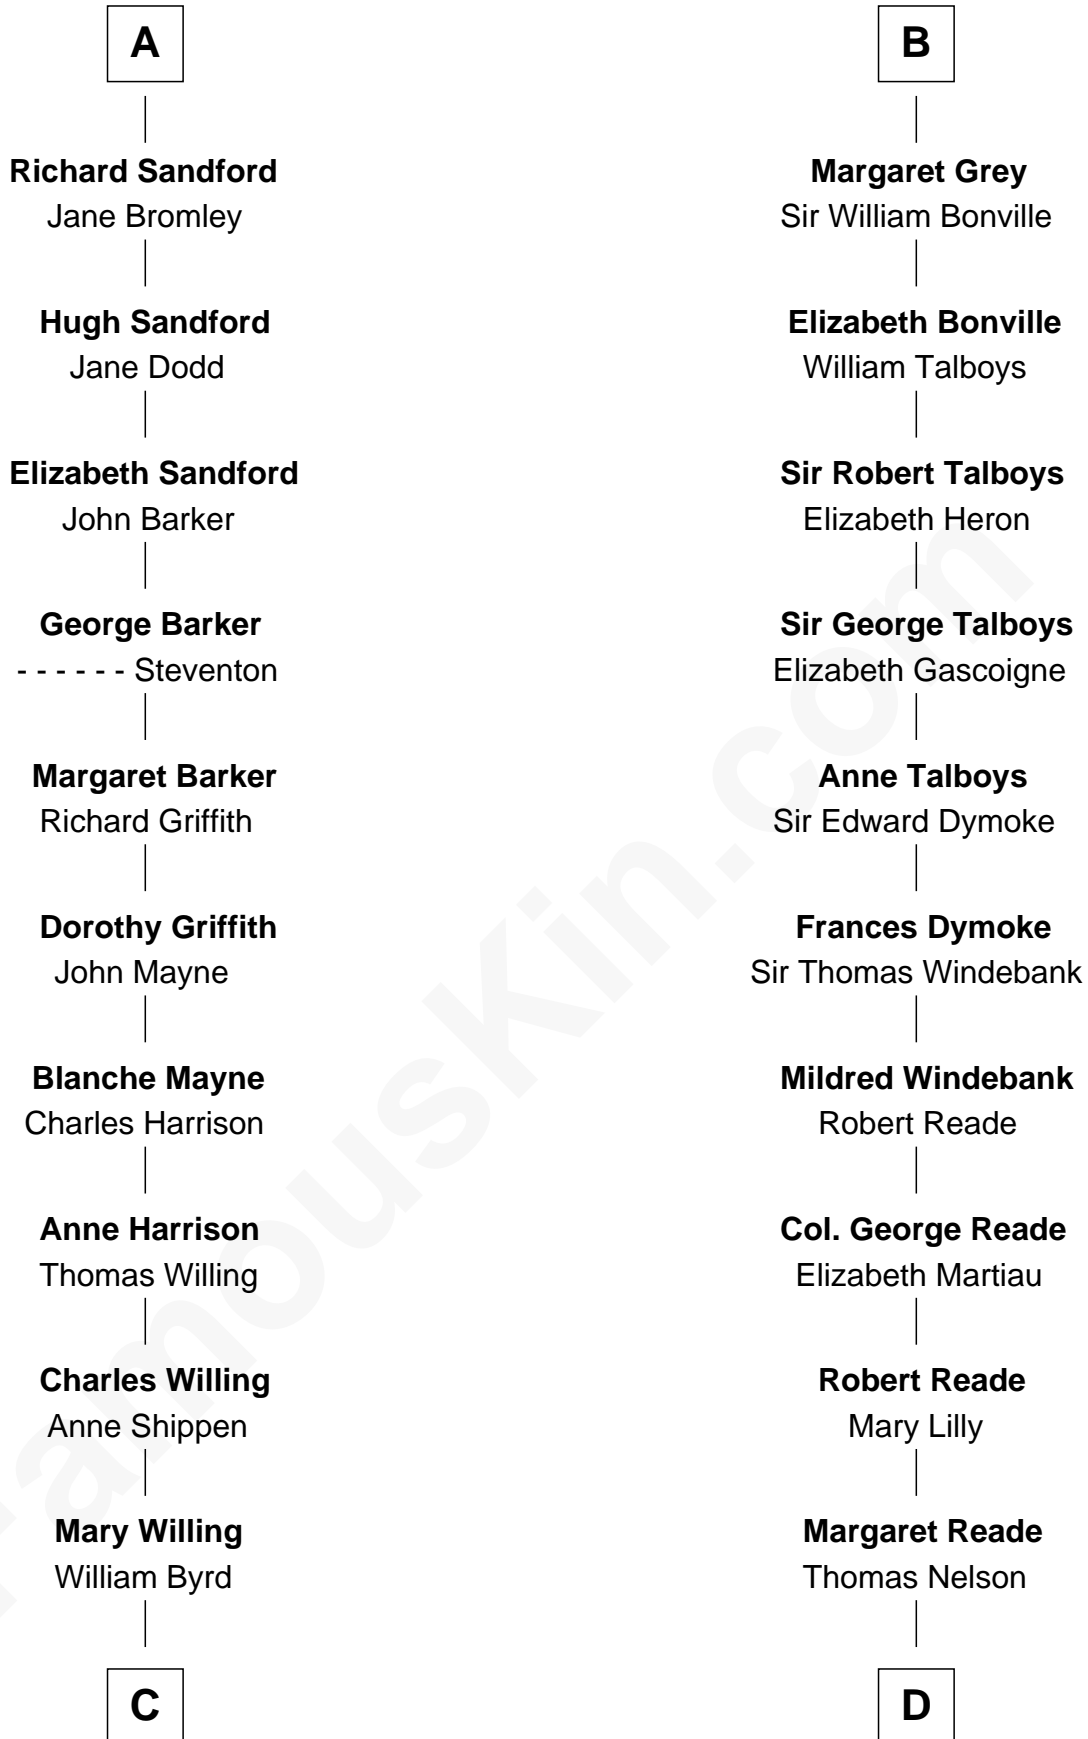 A
Richard Sandford
Jane Bromley
Hugh Sandford
Jane Dodd
Elizabeth Sandford
John Barker
George Barker
- - - - - - Steventon
Margaret Barker
Richard Griffith
Dorothy Griffith
John Mayne
Blanche Mayne
Charles Harrison
Anne Harrison
Thomas Willing
Charles Willing
Anne Shippen
Mary Willing
William Byrd
C
B
Margaret Grey
Sir William Bonville
Elizabeth Bonville
William Talboys
Sir Robert Talboys
Elizabeth Heron
Sir George Talboys
Elizabeth Gascoigne
Anne Talboys
Sir Edward Dymoke
Frances Dymoke
Sir Thomas Windebank
Mildred Windebank
Robert Reade
Col. George Reade
Elizabeth Martiau
Robert Reade
Mary Lilly
Margaret Reade
Thomas Nelson
D
FamousKin.com